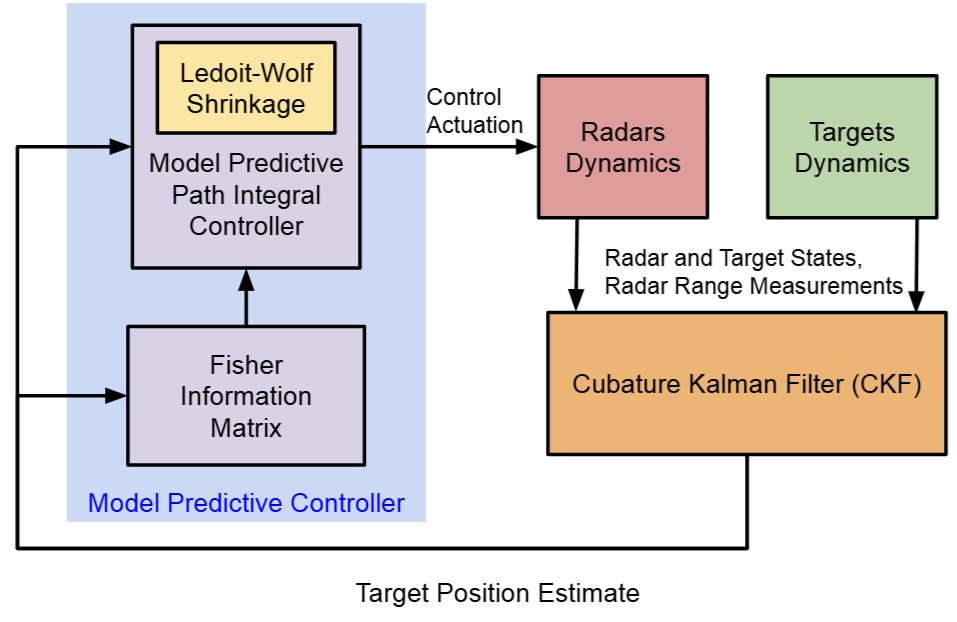 Ledoit-Wolf
Shrinkage
Model Predictive
Path Integral
Controller
Control
Actuation
Radars
Dynamics
Targets
Dynamics
Radar and Target States,
Radar Range Measurements
Fisher
Information
Matrix
Cubature Kalman Filter (CKF)
Model Predictive Controller
Target Position Estimate